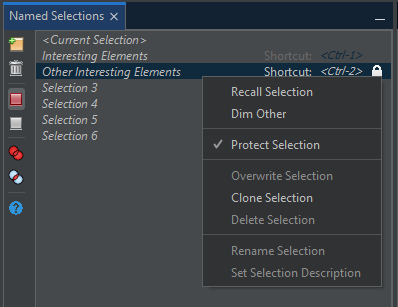 Named Selections ×
<Current Selection>
Interesting Elements Shortcut: <Ctrl-1>
Other Interesting Elements Shortcut: <Ctrl-2>
Selection 3
Selection 4
Selection 5
Selection 6
Recall Selection
Dim Other
✓ Protect Selection
Overwrite Selection
Clone Selection
Delete Selection
Rename Selection
Set Selection Description